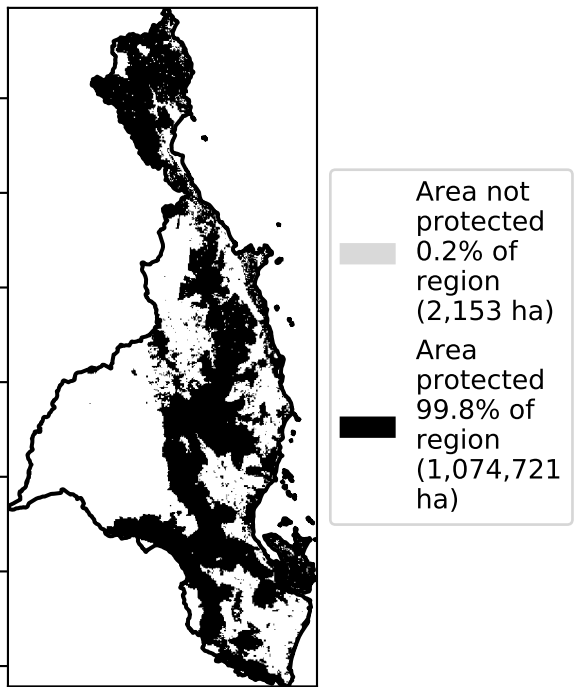 Area not
protected
0.2% of
region
(2,153 ha)
Area
protected
99.8% of
region
(1,074,721
ha)